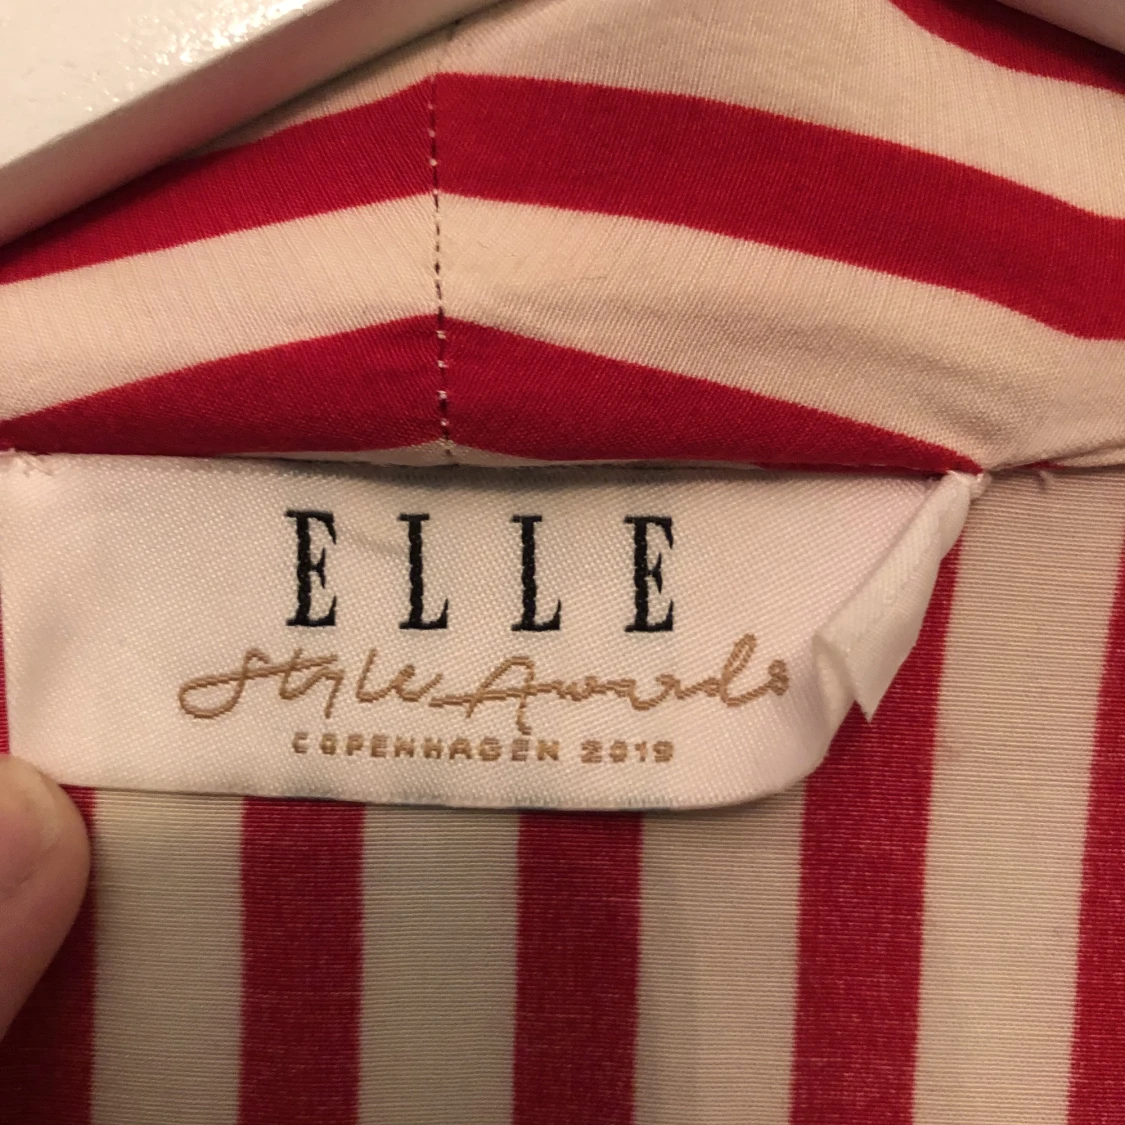 ELLE
Style Awards
COPENHAGEN 2019